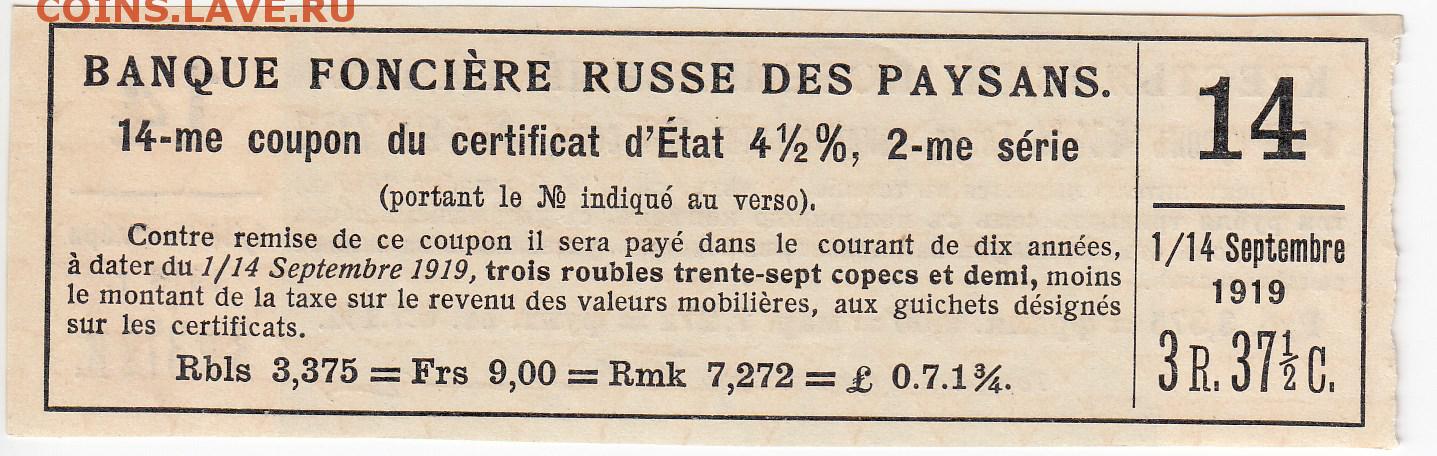 COINS.LAVE.RU
BANQUE FONCIÈRE RUSSE DES PAYSANS.
14-me coupon du certificat d'État 4½%, 2-me série
(portant le № indiqué au verso).
Contre remise de ce coupon il sera payé dans le courant de dix années,
à dater du 1/14 Septembre 1919, trois roubles trente-sept copecs et demi, moins
le montant de la taxe sur le revenu des valeurs mobilières, aux guichets désignés
sur les certificats.
Rbls 3,375 = Frs 9,00 = Rmk 7,272 = £ 0.7.1¾.
14
1/14 Septembre
1919
3 R. 37½ C.